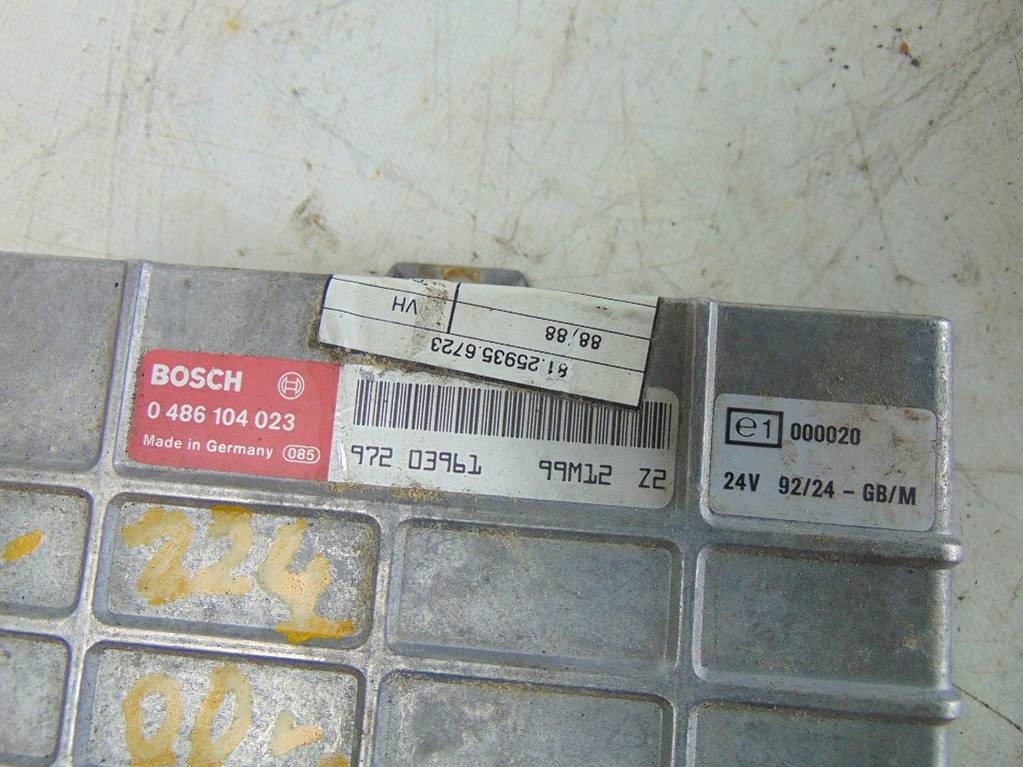 VH
88/88
81.25935.6723
BOSCH
0 486 104 023
Made in Germany 085
972 03961 99M12 Z2
e1 000020
24V 92/24 - GB/M
224
00-